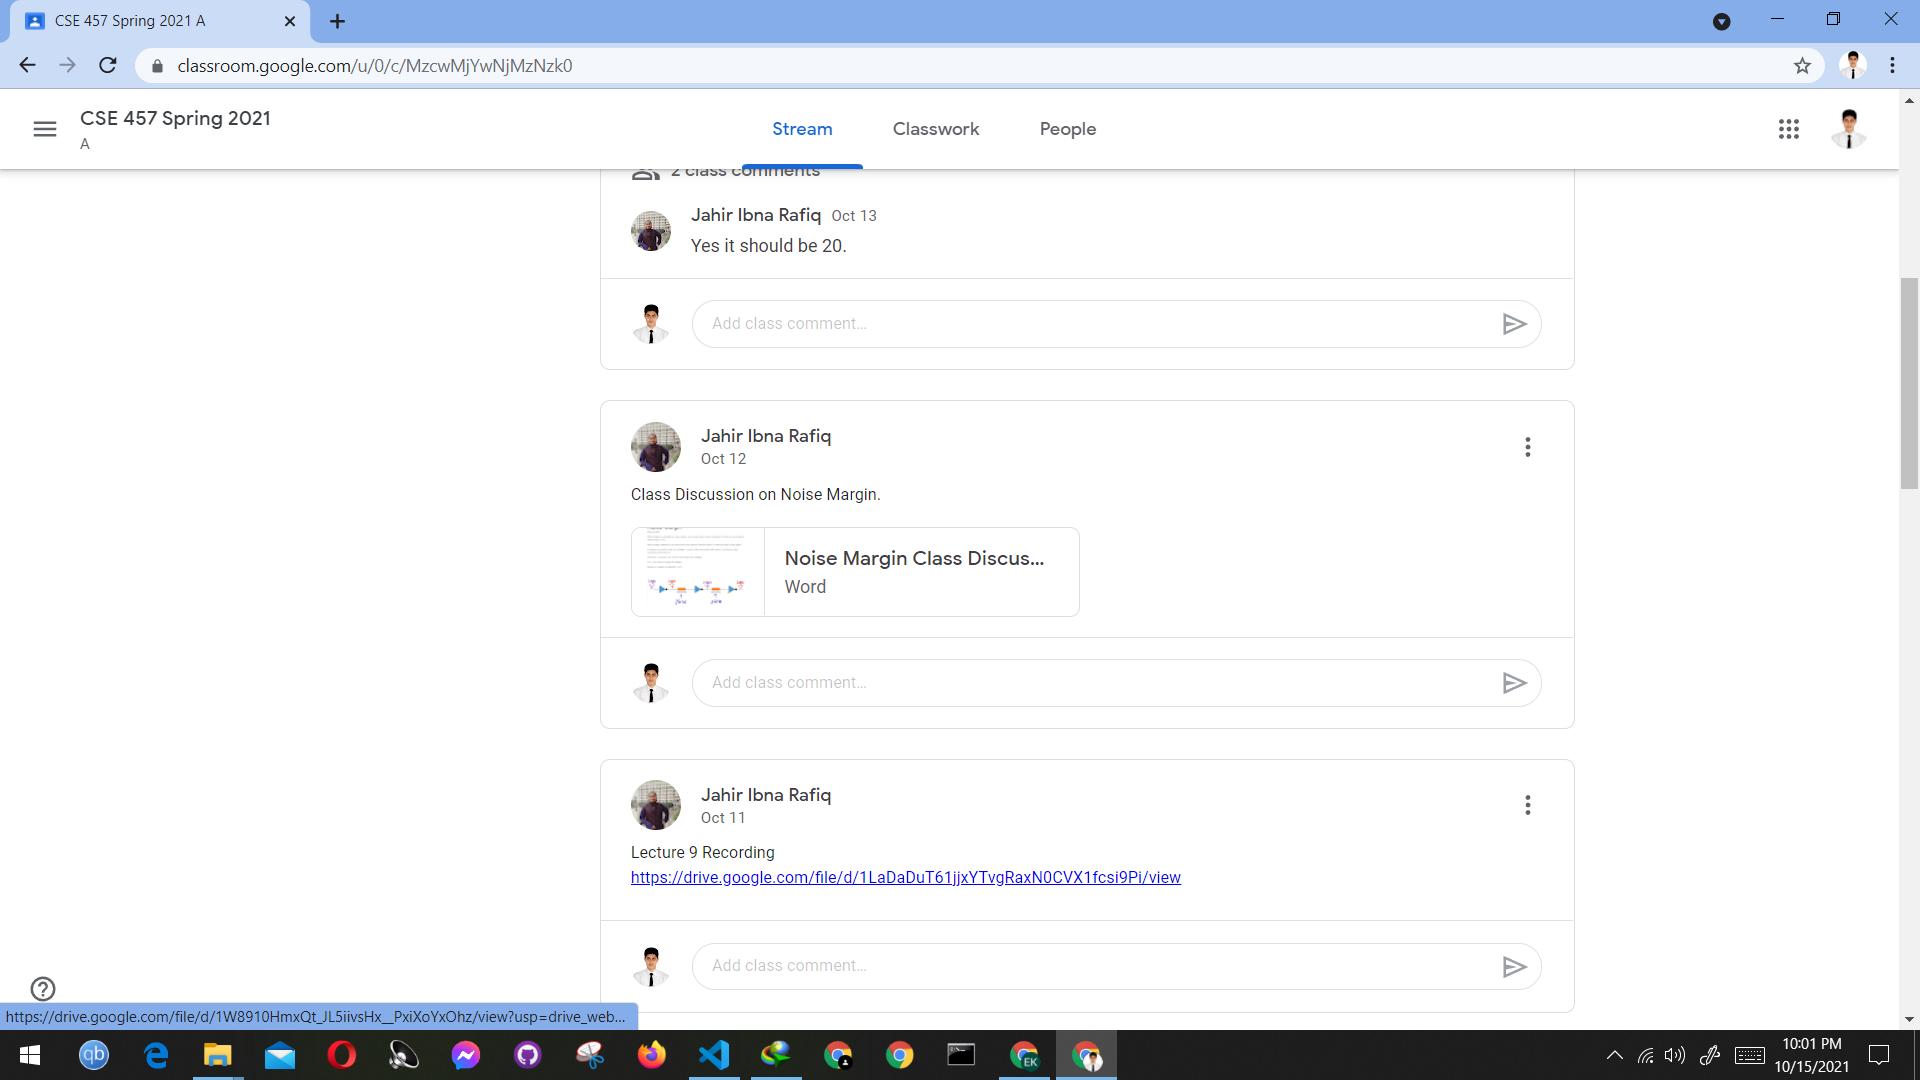 CSE 457 Spring 2021 A
classroom.google.com/u/0/c/MzcwMjYwNjMzNzk0
CSE 457 Spring 2021
A
Stream
Classwork
People
2 class comments
Jahir Ibna Rafiq Oct 13
Yes it should be 20.
Add class comment...
Jahir Ibna Rafiq
Oct 12
Class Discussion on Noise Margin.
Noise Margin Class Discus...
Word
Add class comment...
Jahir Ibna Rafiq
Oct 11
Lecture 9 Recording
https://drive.google.com/file/d/1LaDaDuT61jjxYTvgRaxN0CVX1fcsi9Pi/view
Add class comment...
https://drive.google.com/file/d/1W8910HmxQt_JL5iivsHx__PxiXoYxOhz/view?usp=drive_web...
qb
EK
10:01 PM
10/15/2021